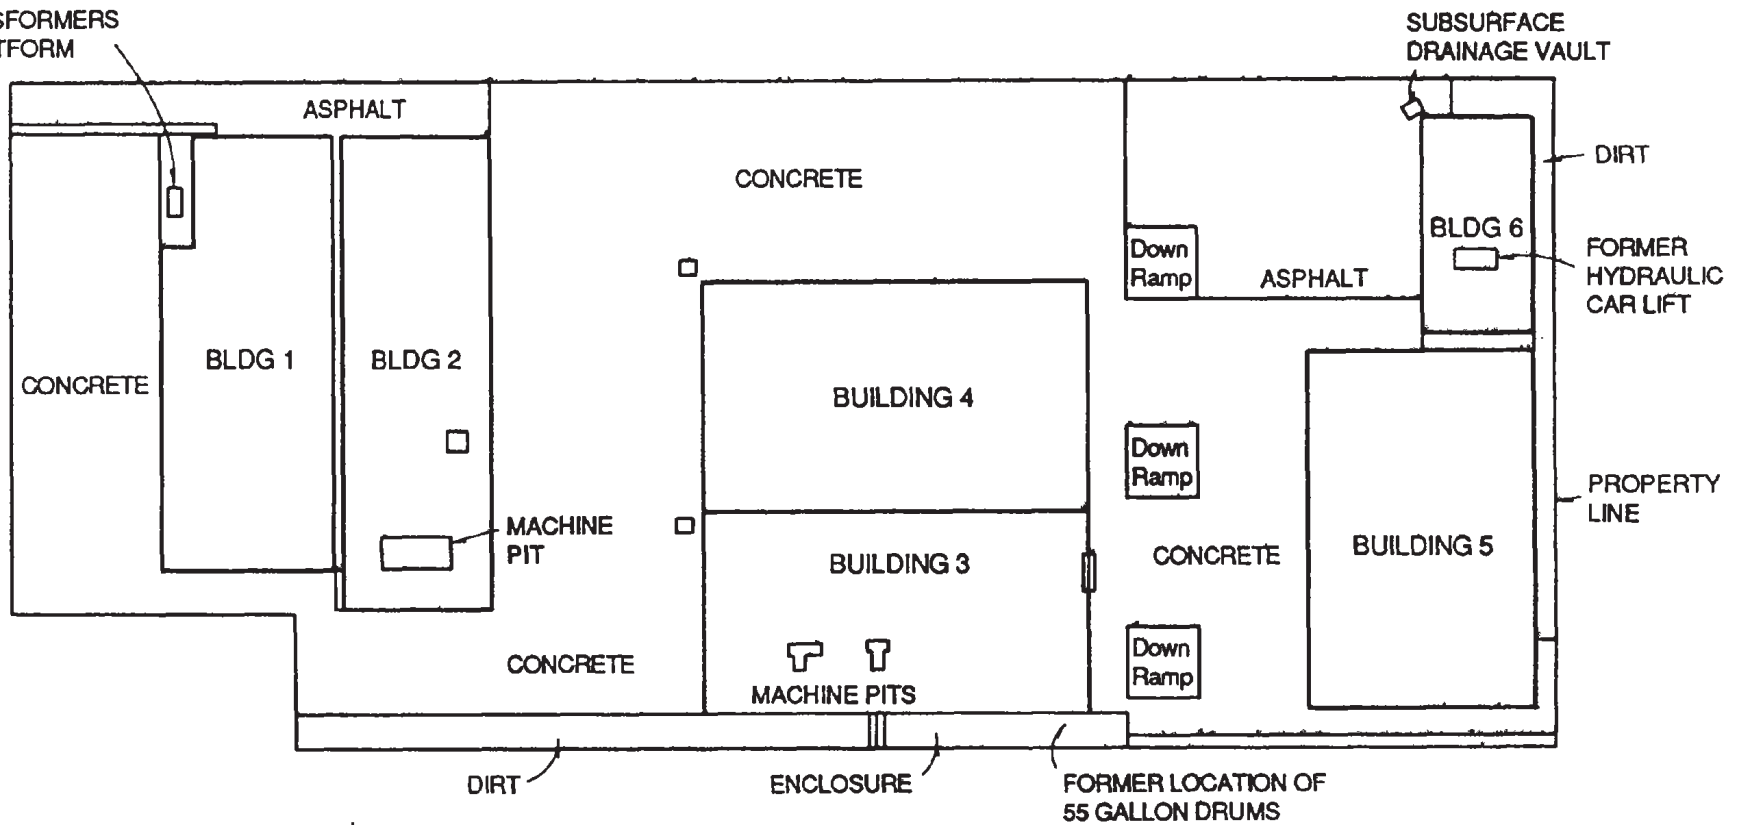 SUBSURFACE
DRAINAGE VAULT
ASPHALT
DIRT
CONCRETE
BLDG 6
Down
Ramp
FORMER
HYDRAULIC
CAR LIFT
ASPHALT
BLDG 1
BLDG 2
CONCRETE
BUILDING 4
Down
Ramp
PROPERTY
LINE
MACHINE
PIT
BUILDING 3
CONCRETE
BUILDING 5
CONCRETE
Down
Ramp
MACHINE PITS
DIRT
ENCLOSURE
FORMER LOCATION OF
55 GALLON DRUMS